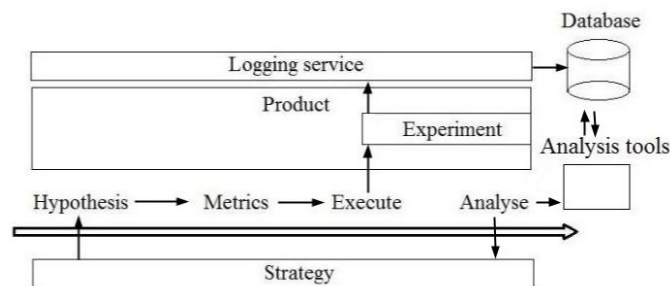 Database
Logging service
Product
Experiment
Analysis tools
Hypothesis
Metrics
Execute
Analyse
Strategy